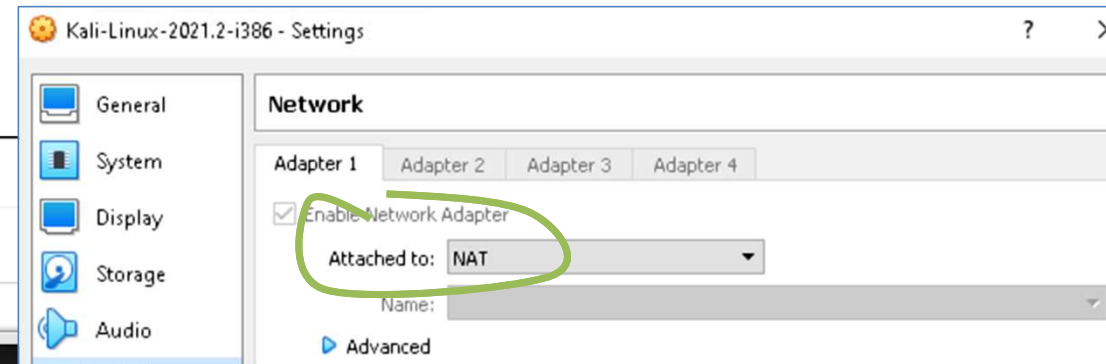 Kali-Linux-2021.2-i386 - Settings ?
General
System
Display
Storage
Audio
Network
Adapter 1 Adapter 2 Adapter 3 Adapter 4
Enable Network Adapter
Attached to: NAT
Name:
Advanced